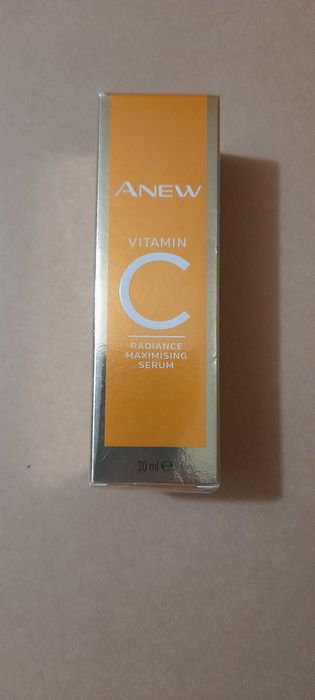 ANEW
VITAMIN
C
RADIANCE
MAXIMISING
SERUM
30 ml ℮